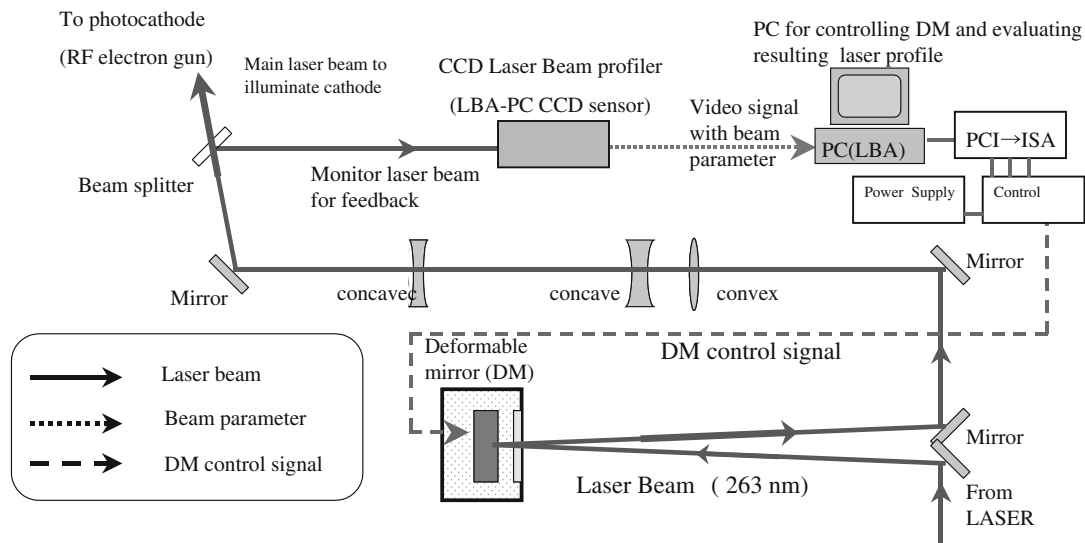 To photocathode
(RF electron gun)
Main laser beam to
illuminate cathode
CCD Laser Beam profiler
(LBA-PC CCD sensor)
PC for controlling DM and evaluating
resulting laser profile
Video signal
with beam
parameter
PC(LBA)
PCI→ISA
Power Supply
Control
Beam splitter
Monitor laser beam
for feedback
Mirror
concavec
concave
convex
Mirror
DM control signal
Deformable
mirror (DM)
Laser beam
Beam parameter
DM control signal
Mirror
Laser Beam ( 263 nm)
From
LASER